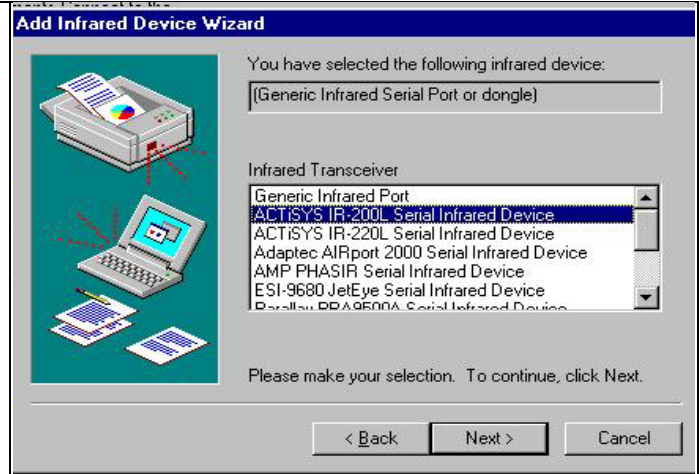 Add Infrared Device Wizard
You have selected the following infrared device:
(Generic Infrared Serial Port or dongle)
Infrared Transceiver
Generic Infrared Port
ACTiSYS IR-200L Serial Infrared Device
ACTiSYS IR-220L Serial Infrared Device
Adaptec AIRport 2000 Serial Infrared Device
AMP PHASIR Serial Infrared Device
ESI-9680 JetEye Serial Infrared Device
Serial Infrared Device
Please make your selection. To continue, click Next.
< Back
Next >
Cancel